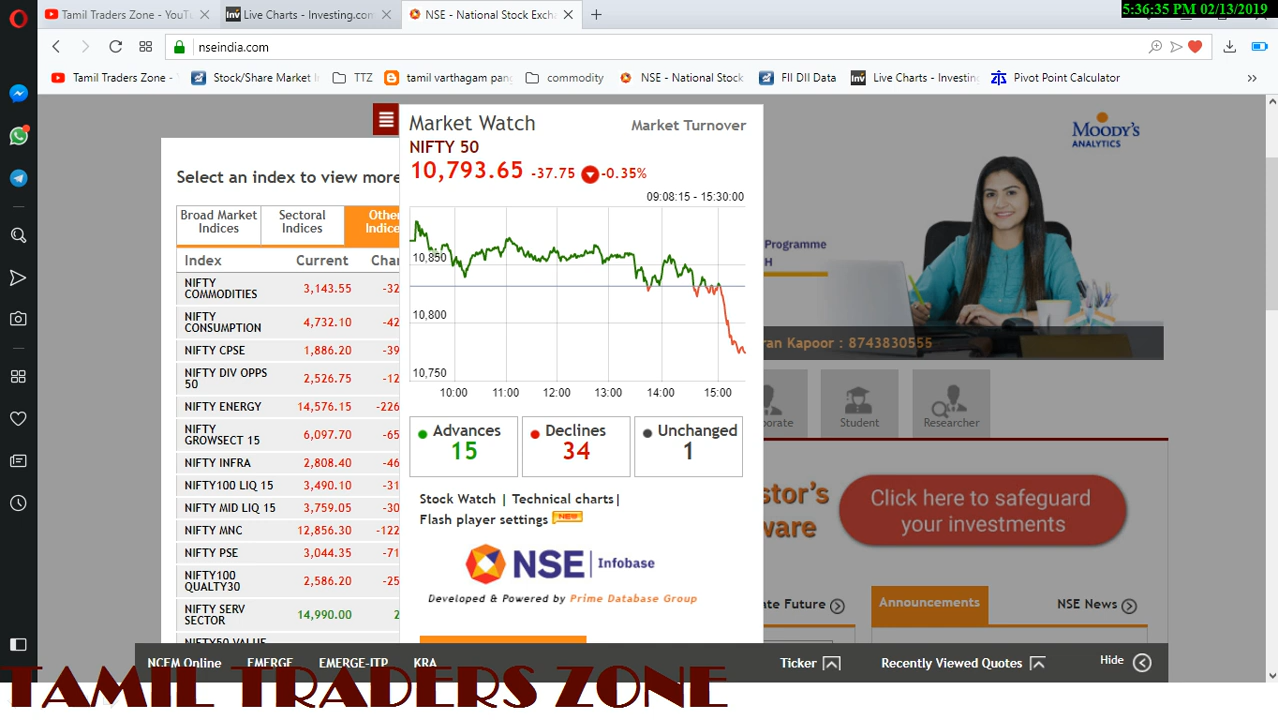 5:36:35 PM 02/13/2019
Tamil Traders Zone - YouTu
Live Charts - Investing.com
NSE - National Stock Exch
nseindia.com
Tamil Traders Zone -
Stock/Share Market
TTZ
tamil varthagam pan
commodity
NSE - National Stock
FII DII Data
Live Charts - Investin
Pivot Point Calculator
Select an index to view more
Broad Market Indices
Sectoral Indices
Othe
Indice
Index Current Cha
NIFTY COMMODITIES 3,143.55 -32
NIFTY CONSUMPTION 4,732.10 -42
NIFTY CPSE 1,886.20 -39
NIFTY DIV OPPS 50 2,526.75 -12
NIFTY ENERGY 14,576.15 -226
NIFTY GROWSECT 15 6,097.70 -65
NIFTY INFRA 2,808.40 -46
NIFTY100 LIQ 15 3,490.10 -31
NIFTY MID LIQ 15 3,759.05 -30
NIFTY MNC 12,856.30 -122
NIFTY PSE 3,044.35 -71
NIFTY100 QUALTY30 2,586.20 -25
NIFTY SERV SECTOR 14,990.00 2
NIFTY50 VALUE
Market Watch
Market Turnover
NIFTY 50
10,793.65 -37.75 -0.35%
09:08:15 - 15:30:00
10,850
10,800
10,750
10:00 11:00 12:00 13:00 14:00 15:00
Advances 15
Declines 34
Unchanged 1
Stock Watch | Technical charts|
Flash player settings NEW
NSE Infobase
Developed & Powered by Prime Database Group
MOODY'S
ANALYTICS
Programme
H
ran Kapoor : 8743830555
orate
Student
Researcher
stor's
ware
Click here to safeguard
your investments
te Future
Announcements
NSE News
NCFM Online EMERGE EMERGE-ITP KRA
Ticker
Recently Viewed Quotes
Hide
TAMIL TRADERS ZONE